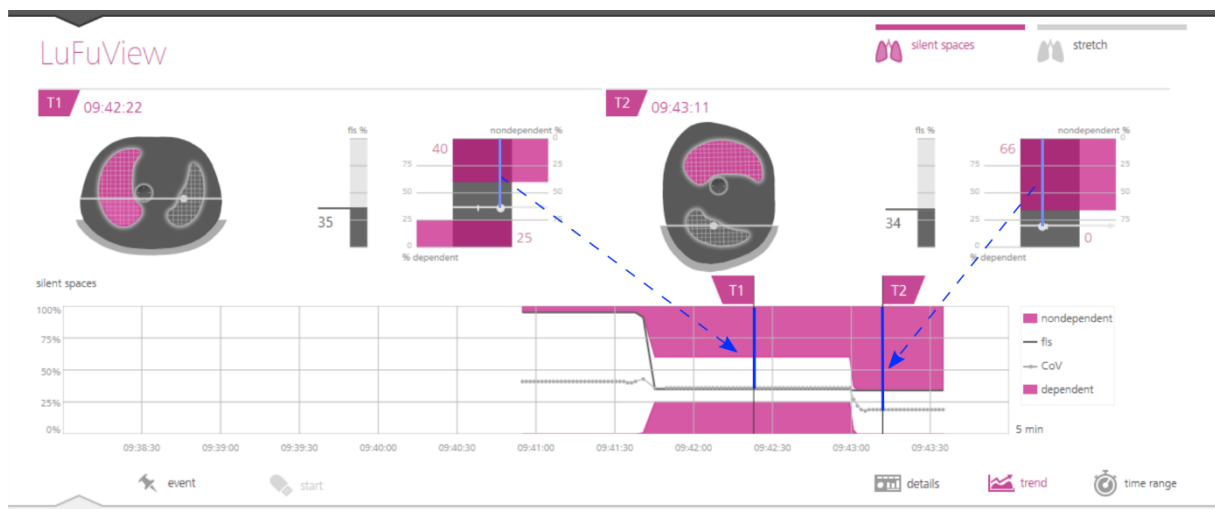 LuFuView
silent spaces
stretch
T1 09:42:22
fls %
35
nondependent %
40
0
75
25
50
50
25
0
25
% dependent
T2 09:43:11
fls %
34
nondependent %
66
0
75
25
50
50
25
75
0
0
% dependent
silent spaces
T1
T2
100%
75%
50%
25%
0%
nondependent
fls
CoV
dependent
5 min
09:38:30 09:39:00 09:39:30 09:40:00 09:40:30 09:41:00 09:41:30 09:42:00 09:42:30 09:43:00 09:43:30
event
start
details
trend
time range